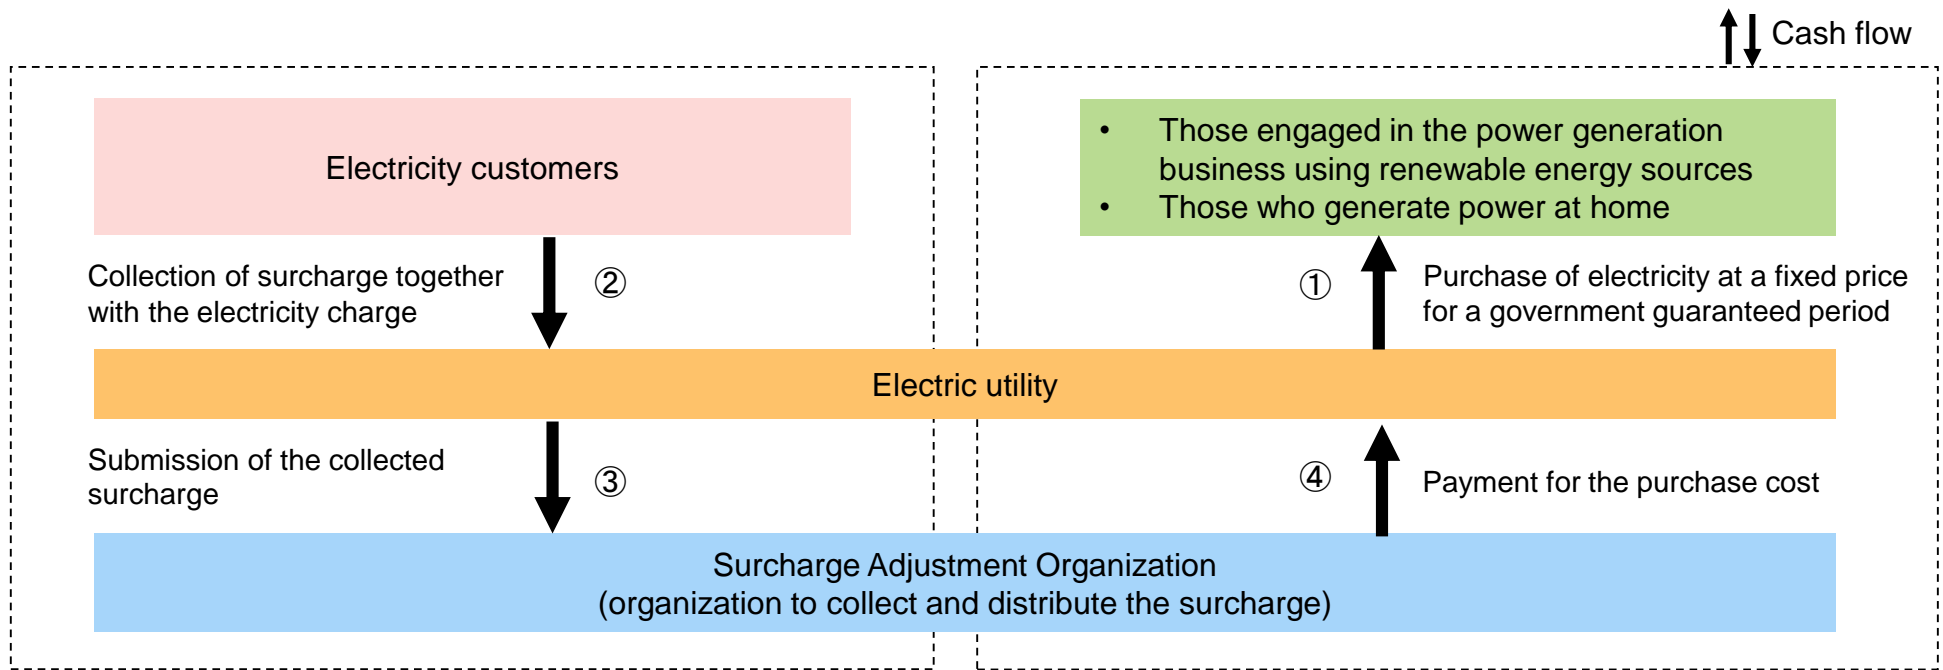 Cash flow
Electricity customers
• Those engaged in the power generation
business using renewable energy sources
• Those who generate power at home
Collection of surcharge together
with the electricity charge
②
①
Purchase of electricity at a fixed price
for a government guaranteed period
Electric utility
Submission of the collected
surcharge
③
④
Payment for the purchase cost
Surcharge Adjustment Organization
(organization to collect and distribute the surcharge)